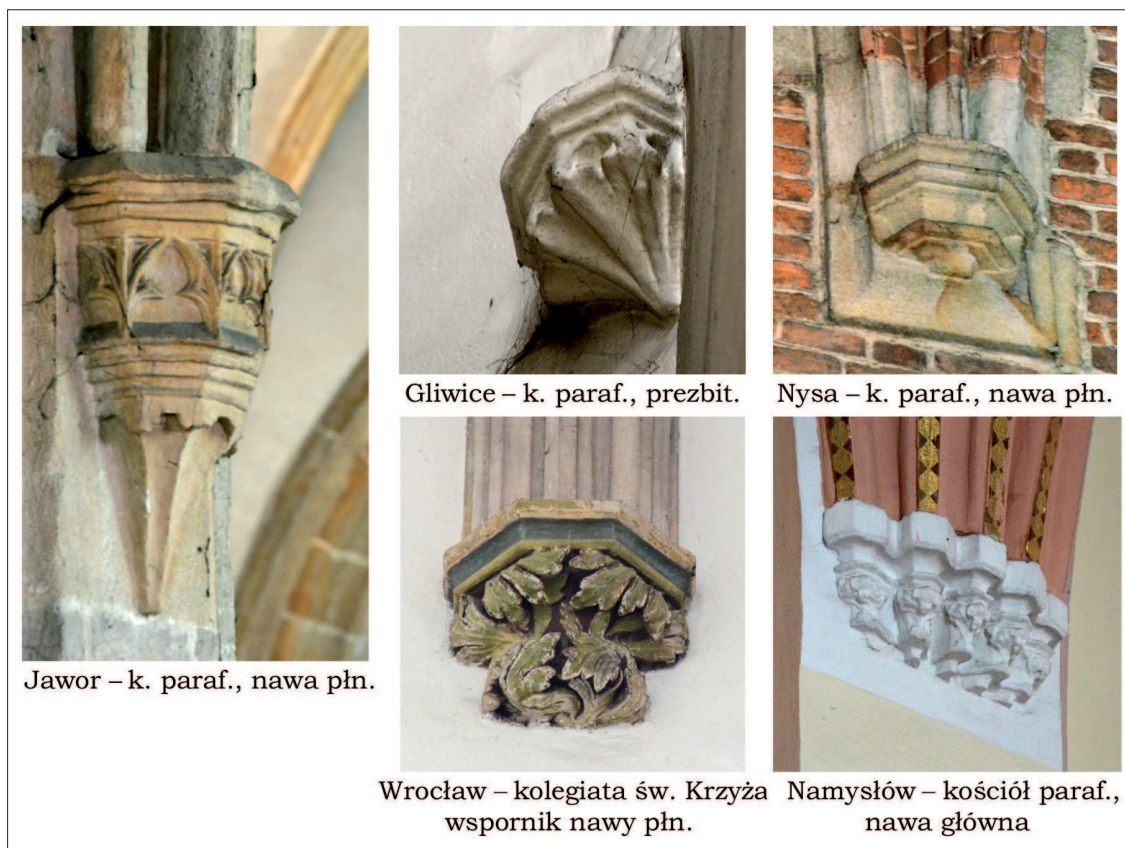 Gliwice – k. paraf., prezbit.
Nysa – k. paraf., nawa płn.
Jawor – k. paraf., nawa płn.
Wrocław – kolegiata św. Krzyża
wspornik nawy płn.
Namysłów – kościół paraf.,
nawa główna